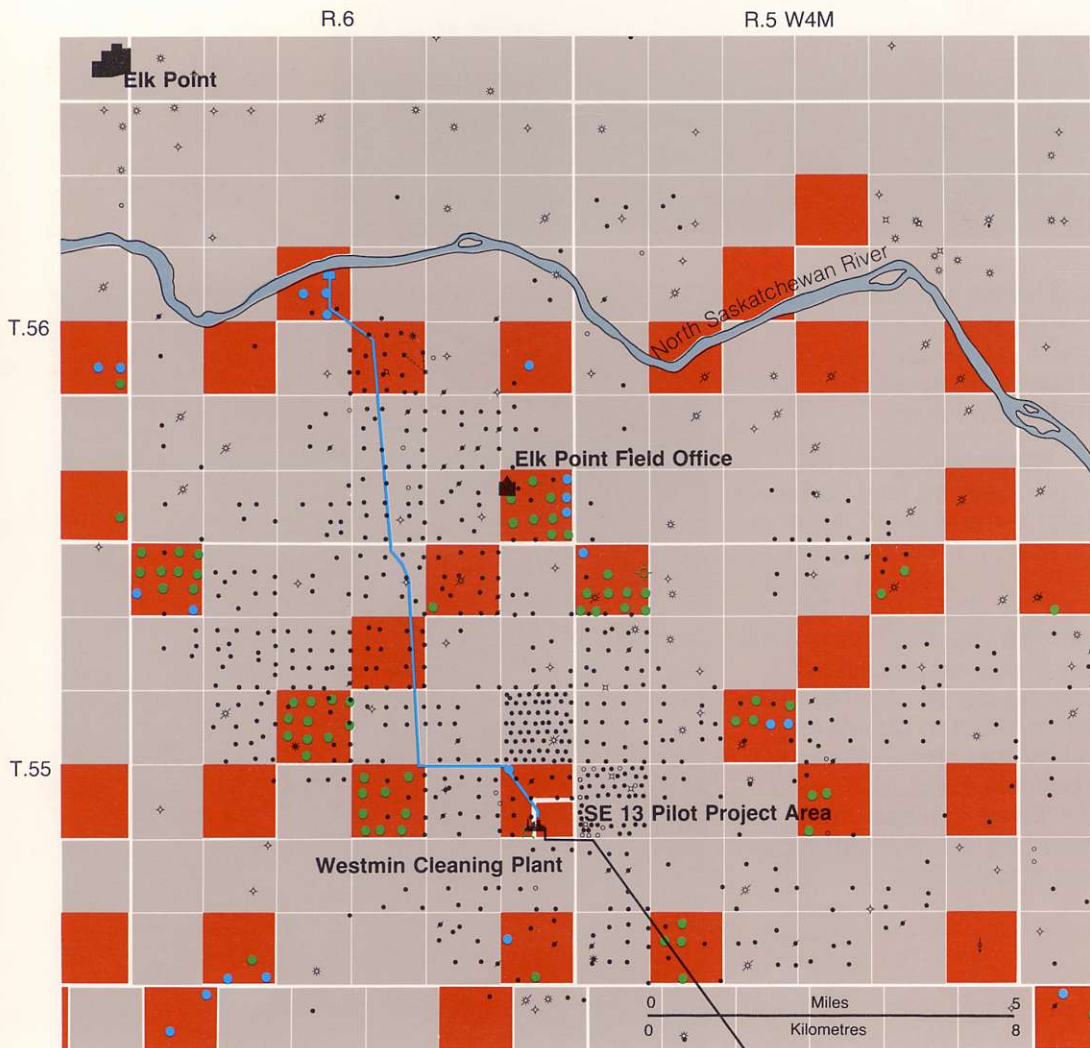 R.6
R.5 W4M
Elk Point
North Saskatchewan River
T.56
Elk Point Field Office
T.55
SE 13 Pilot Project Area
Westmin Cleaning Plant
0 Miles 5
0 Kilometres 8